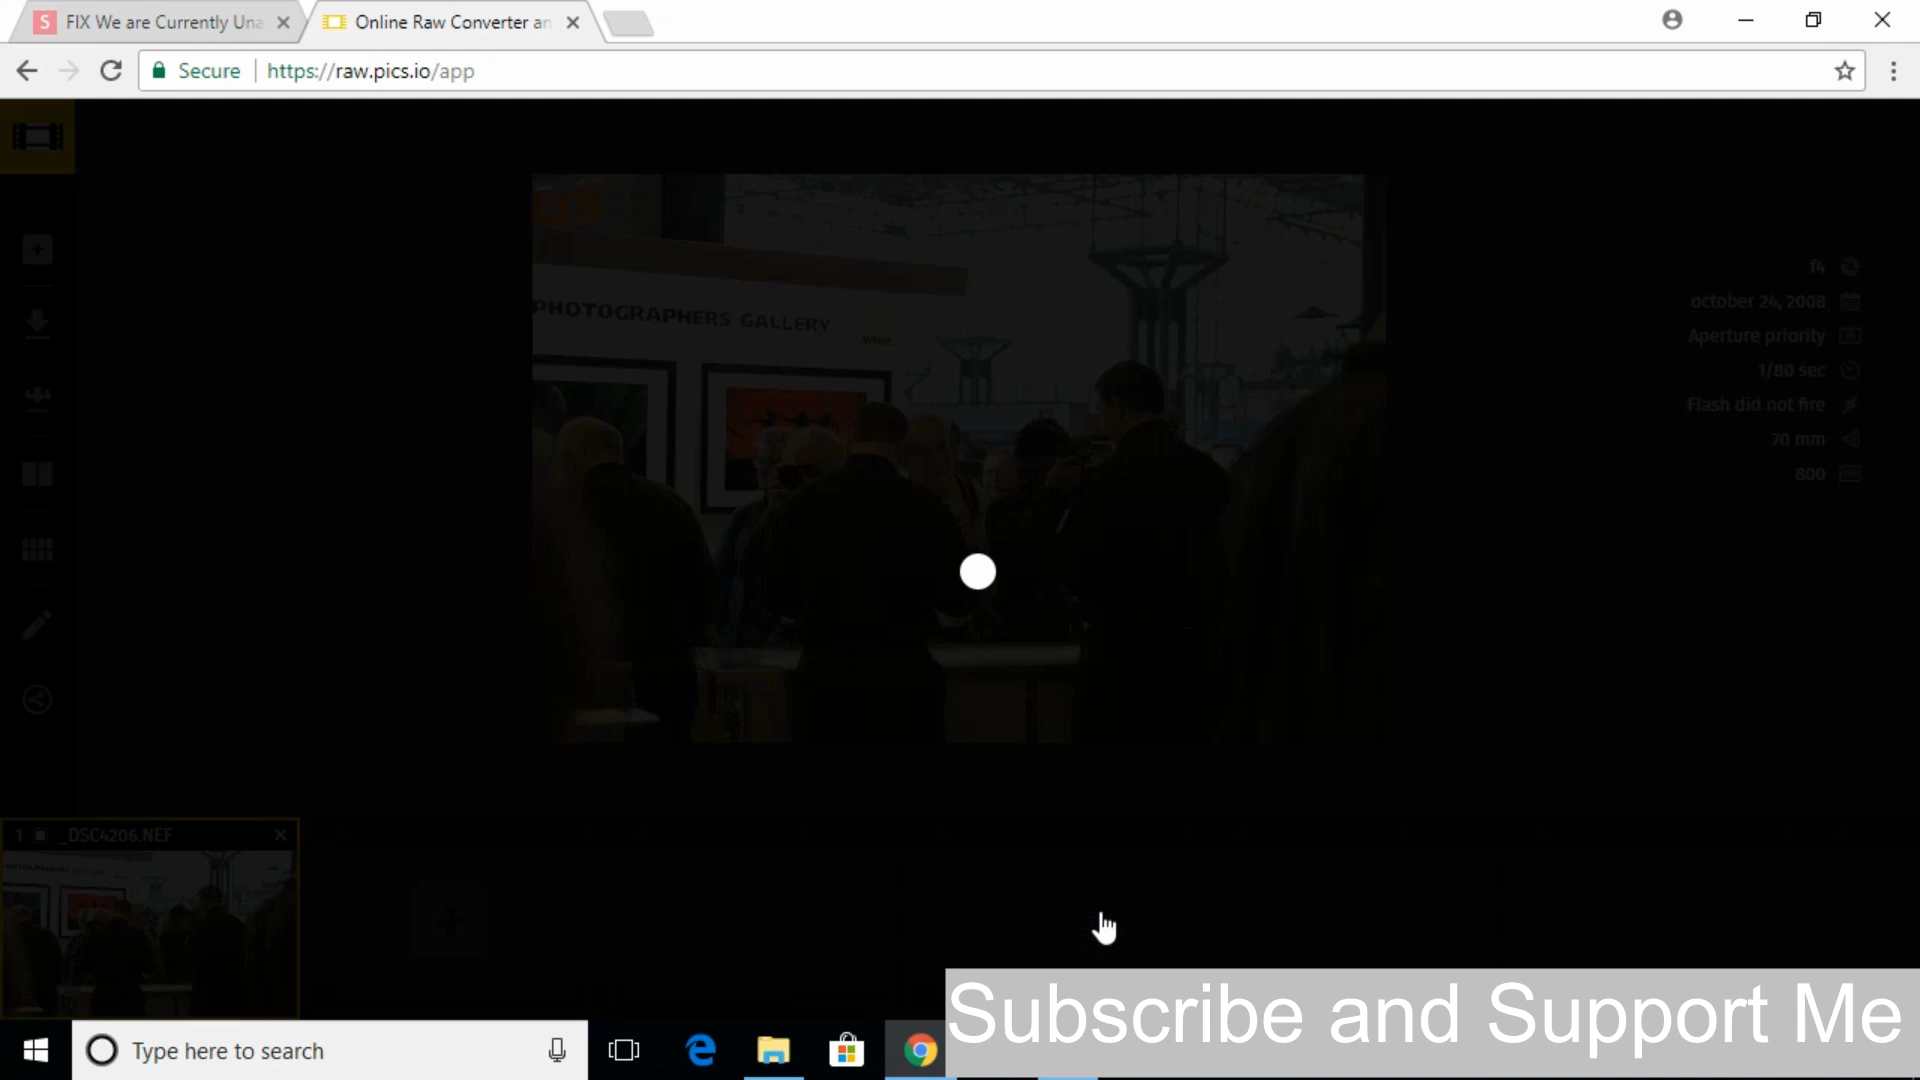 FIX We are Currently Una
Online Raw Converter an
Secure
https://raw.pics.io/app
Exit
PHOTOGRAPHERS GALLERY
f4
october 24, 2008
Aperture priority
1/80 sec
Flash did not fire
70 mm
800
1 _DSC4206.NEF
Subscribe and Support Me
Type here to search